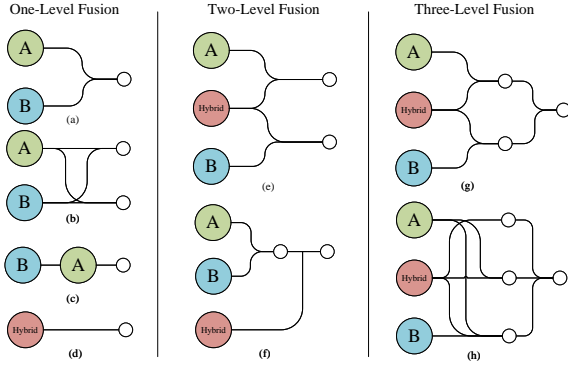 One-Level Fusion
Two-Level Fusion
Three-Level Fusion
A
B
(a)
A
B
(b)
B
A
(c)
Hybrid
(d)
A
Hybrid
B
(e)
A
B
Hybrid
(f)
A
Hybrid
B
(g)
A
Hybrid
B
(h)